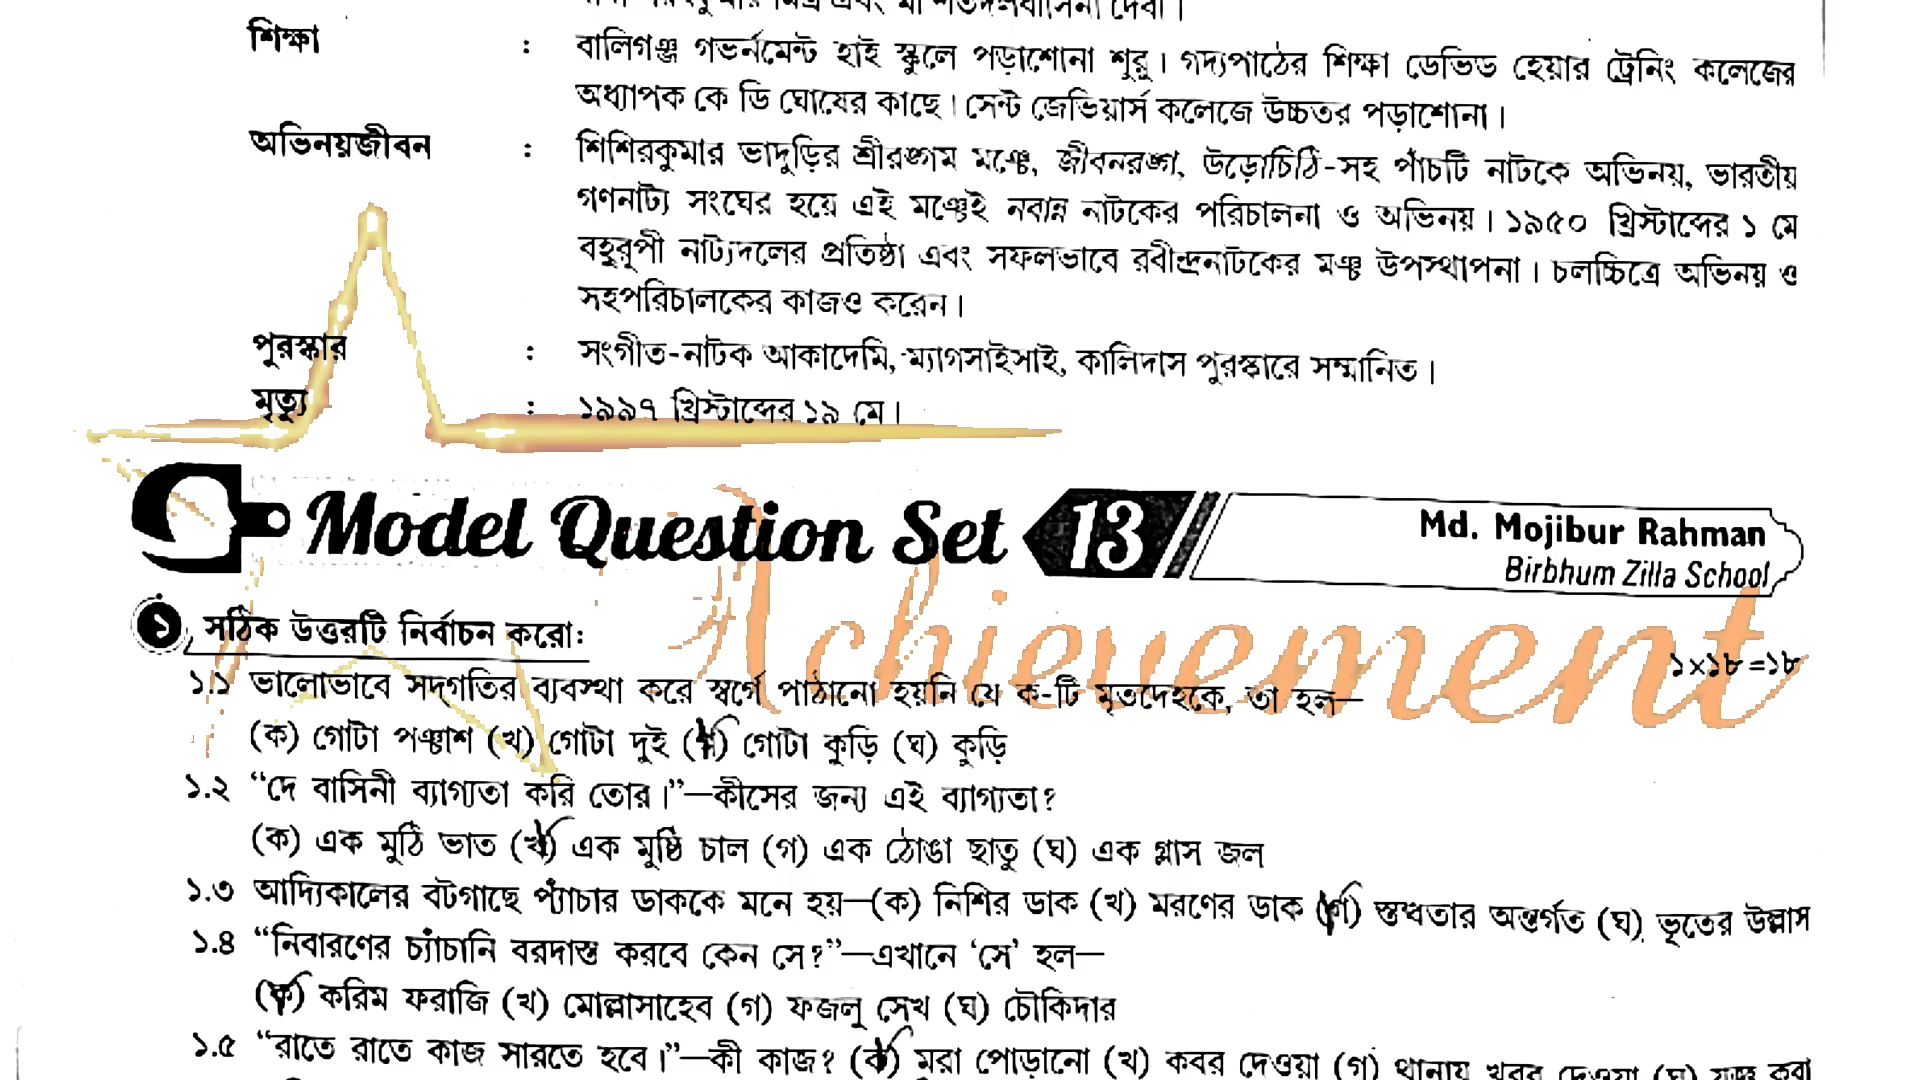 শিক্ষা : বালিগঞ্জ গভর্নমেন্ট হাই স্কুলে পড়াশোনা শুরু। গদ্যপাঠের শিক্ষা ডেভিড হেয়ার ট্রেনিং কলেজের
অধ্যাপক কে ডি ঘোষের কাছে। সেন্ট জেভিয়ার্স কলেজে উচ্চতর পড়াশোনা।
অভিনয়জীবন : শিশিরকুমার ভাদুড়ির শ্রীরঙ্গম মঞ্চে, জীবনরঙ্গ, উড়োচিঠি-সহ পাঁচটি নাটকে অভিনয়, ভারতীয়
গণনাট্য সংঘের হয়ে এই মঞ্চেই নবান্ন নাটকের পরিচালনা ও অভিনয়। ১৯৫০ খ্রিস্টাব্দের ১ মে
বহুরূপী নাট্যদলের প্রতিষ্ঠা এবং সফলভাবে রবীন্দ্রনাটকের মঞ্চ উপস্থাপনা। চলচ্চিত্রে অভিনয় ও
সহপরিচালকের কাজও করেন।
পুরস্কার : সংগীত-নাটক আকাদেমি, ম্যাগসাইসাই, কালিদাস পুরস্কারে সম্মানিত।
মৃত্যু : ১৯৯৭ খ্রিস্টাব্দের ১৯ মে।
Model Question Set 13
Md. Mojibur Rahman
Birbhum Zilla School
Achievement
১ সঠিক উত্তরটি নির্বাচন করো:
১×১৮=১৮
১.১ ভালোভাবে সদ্‌গতির ব্যবস্থা করে স্বর্গে পাঠানো হয়নি যে ক-টি মৃতদেহকে, তা হল—
(ক) গোটা পঞ্চাশ (খ) গোটা দুই (গ) গোটা কুড়ি (ঘ) কুড়ি
১.২ “দে বাসিনী ব্যাগ্যতা করি তোর।”—কীসের জন্য এই ব্যাগ্যতা?
(ক) এক মুঠি ভাত (খ) এক মুষ্ঠি চাল (গ) এক ঠোঙা ছাতু (ঘ) এক গ্লাস জল
১.৩ আদ্যিকালের বটগাছে প্যাঁচার ডাককে মনে হয়—(ক) নিশির ডাক (খ) মরণের ডাক (গ) স্তব্ধতার অন্তর্গত (ঘ) ভূতের উল্লাস
১.৪ “নিবারণের চ্যাঁচানি বরদাস্ত করবে কেন সে?”—এখানে ‘সে’ হল—
(ক) করিম ফরাজি (খ) মোল্লাসাহেব (গ) ফজলু সেখ (ঘ) চৌকিদার
১.৫ “রাতে রাতে কাজ সারতে হবে।”—কী কাজ? (ক) মরা পোড়ানো (খ) কবর দেওয়া (গ) থানায় খবর দেওয়া (ঘ) যজ্ঞ করা